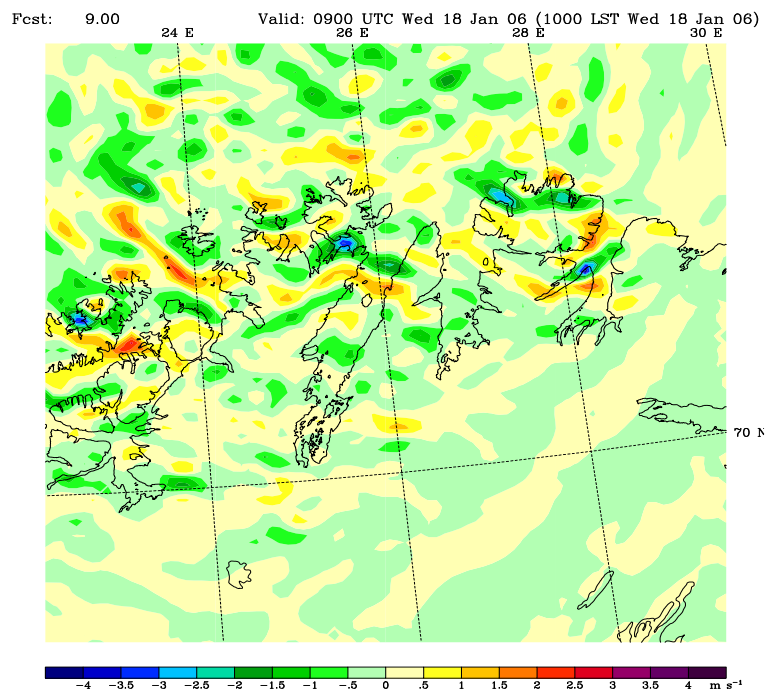 Fcst: 9.00 Valid: 0900 UTC Wed 18 Jan 06 (1000 LST Wed 18 Jan 06)
24 E 26 E 28 E 30 E
70 N
−4 −3.5 −3 −2.5 −2 −1.5 −1 −.5 0 .5 1 1.5 2 2.5 3 3.5 4 m s⁻¹